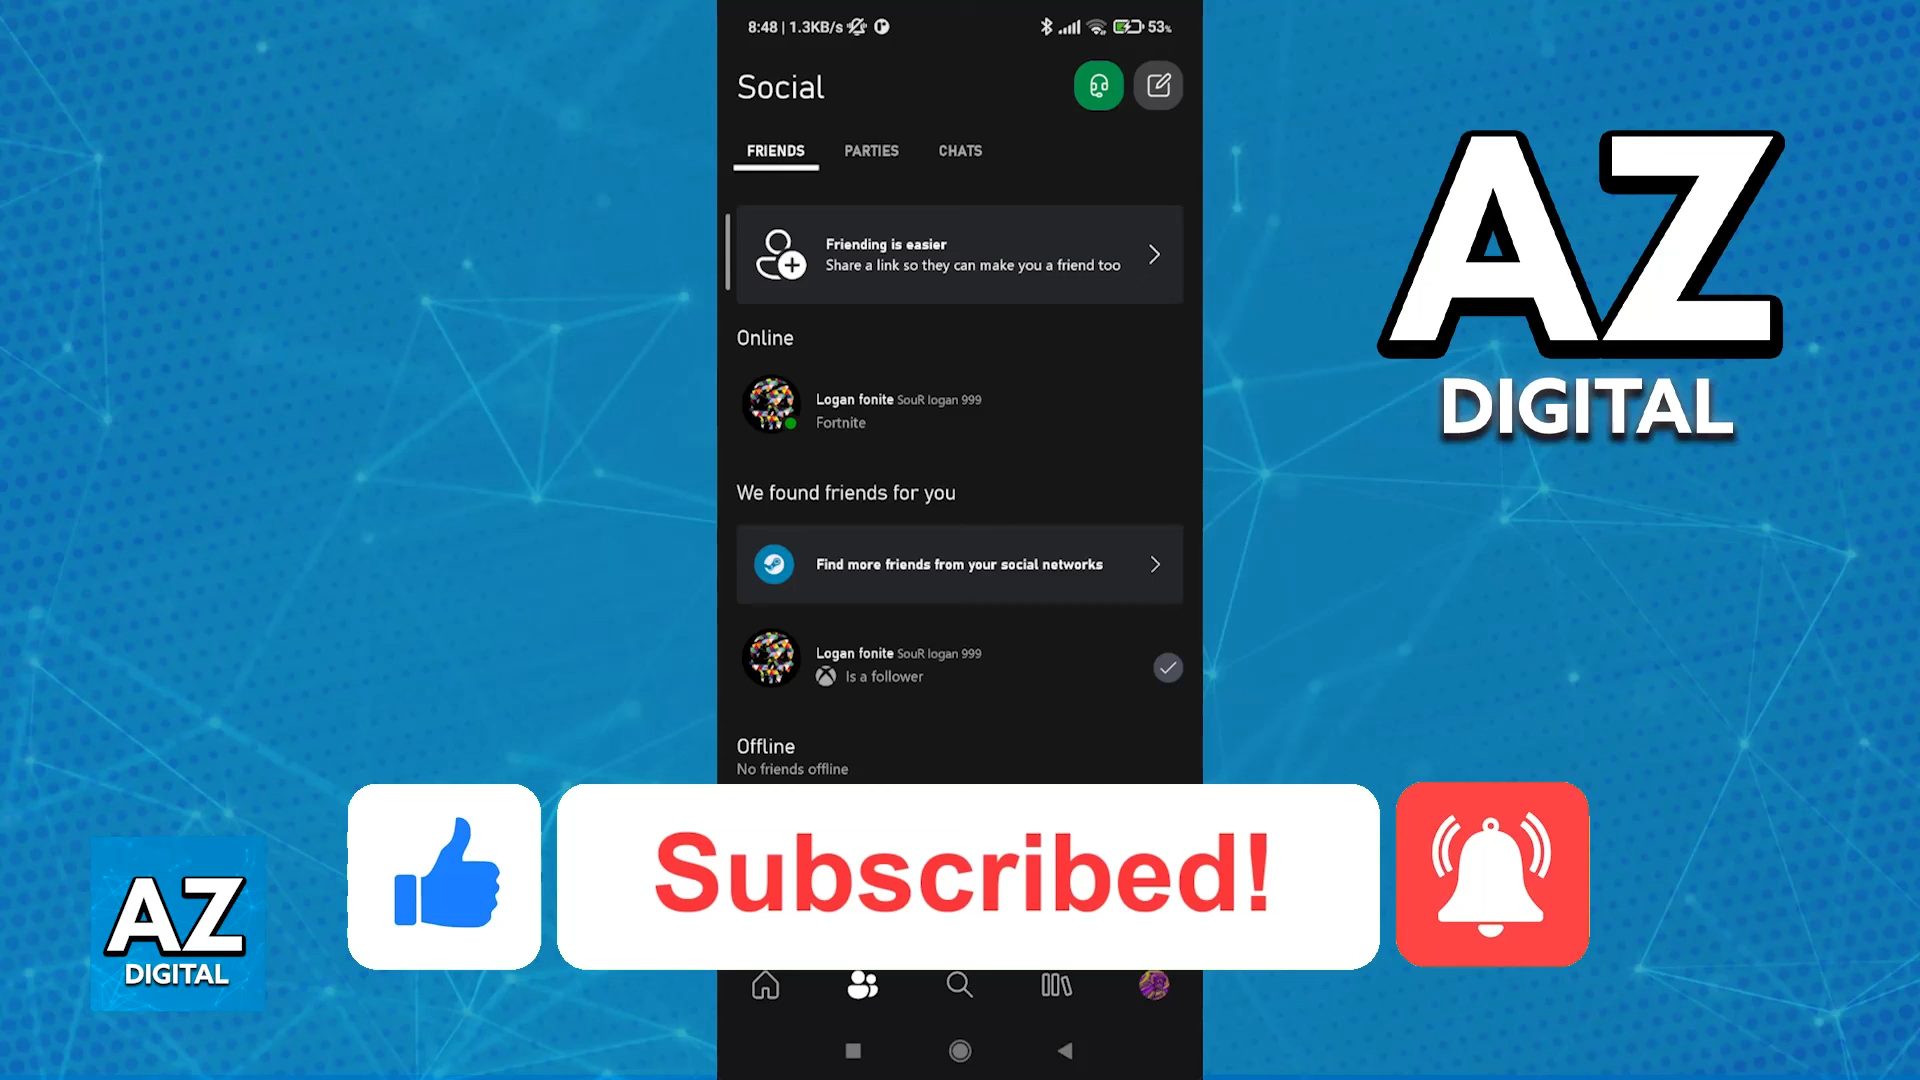 8:48 | 1.3KB/s
53%
Social
FRIENDS PARTIES CHATS
Friending is easier
Share a link so they can make you a friend too
Online
Logan fonite SouR logan 999
Fortnite
We found friends for you
Find more friends from your social networks
Logan fonite SouR logan 999
Is a follower
Offline
No friends offline
AZ
DIGITAL
Subscribed!
AZ
DIGITAL